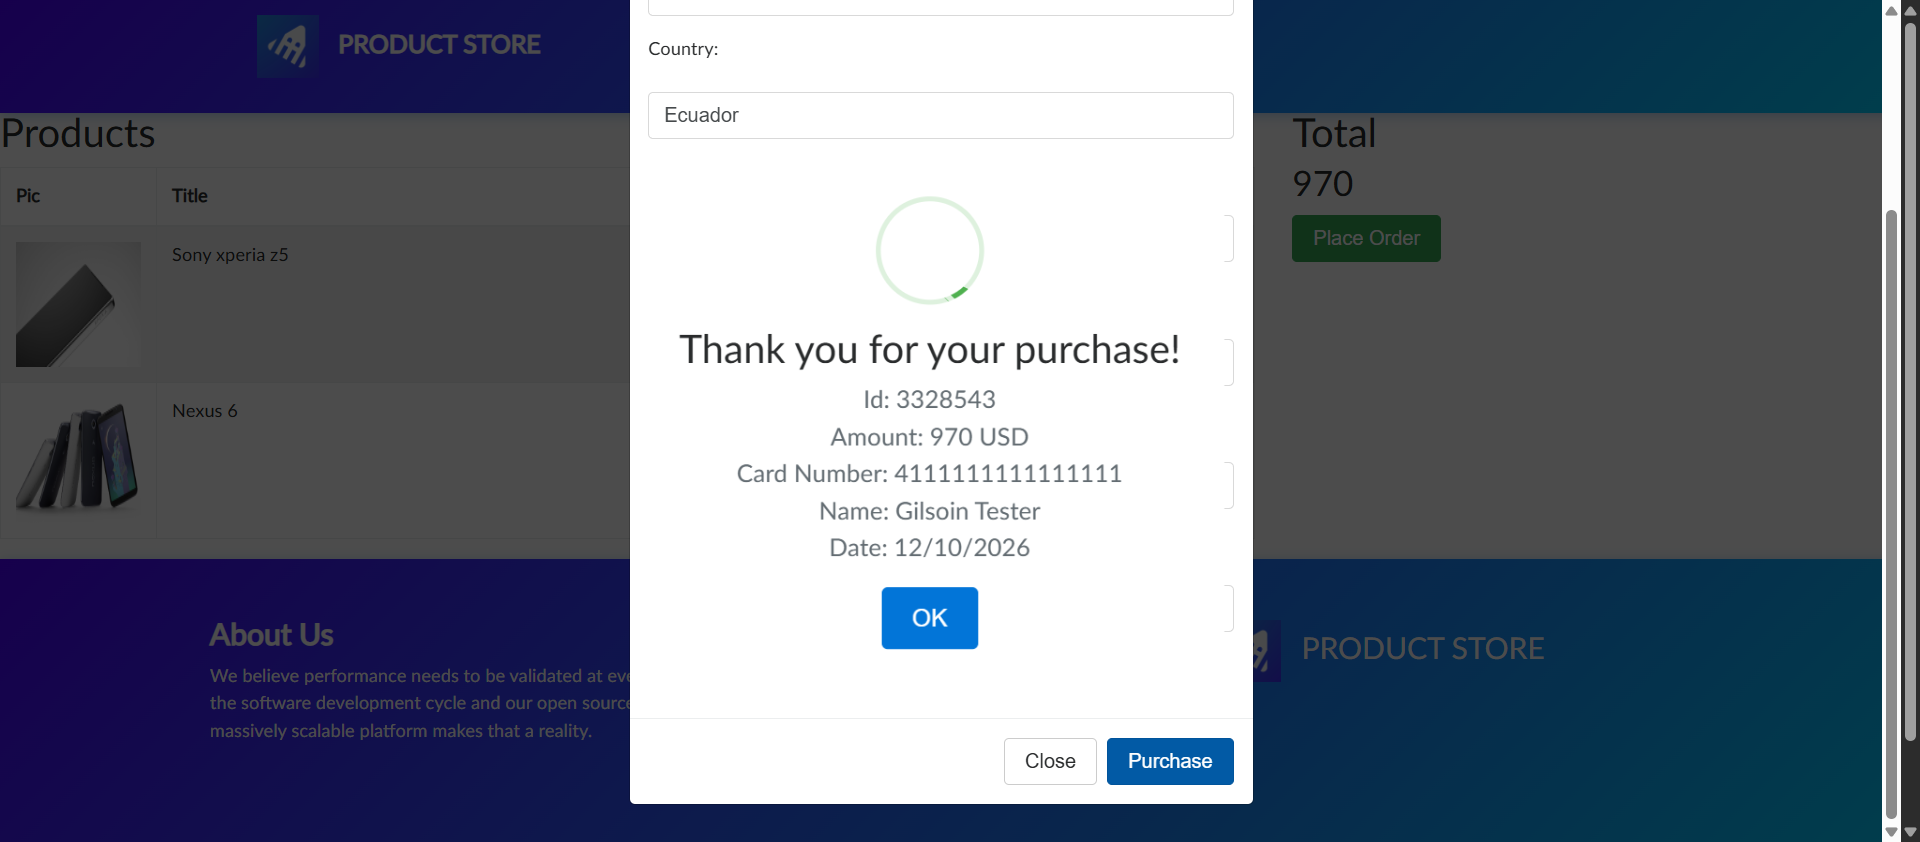 PRODUCT STORE
Products
Pic Title
Sony xperia z5
Nexus 6
Country:
Ecuador
Thank you for your purchase!
Id: 3328543
Amount: 970 USD
Card Number: 4111111111111111
Name: Gilsoin Tester
Date: 12/10/2026
OK
Close Purchase
Total
970
Place Order
About Us
We believe performance needs to be validated at eve
the software development cycle and our open source
massively scalable platform makes that a reality.
PRODUCT STORE